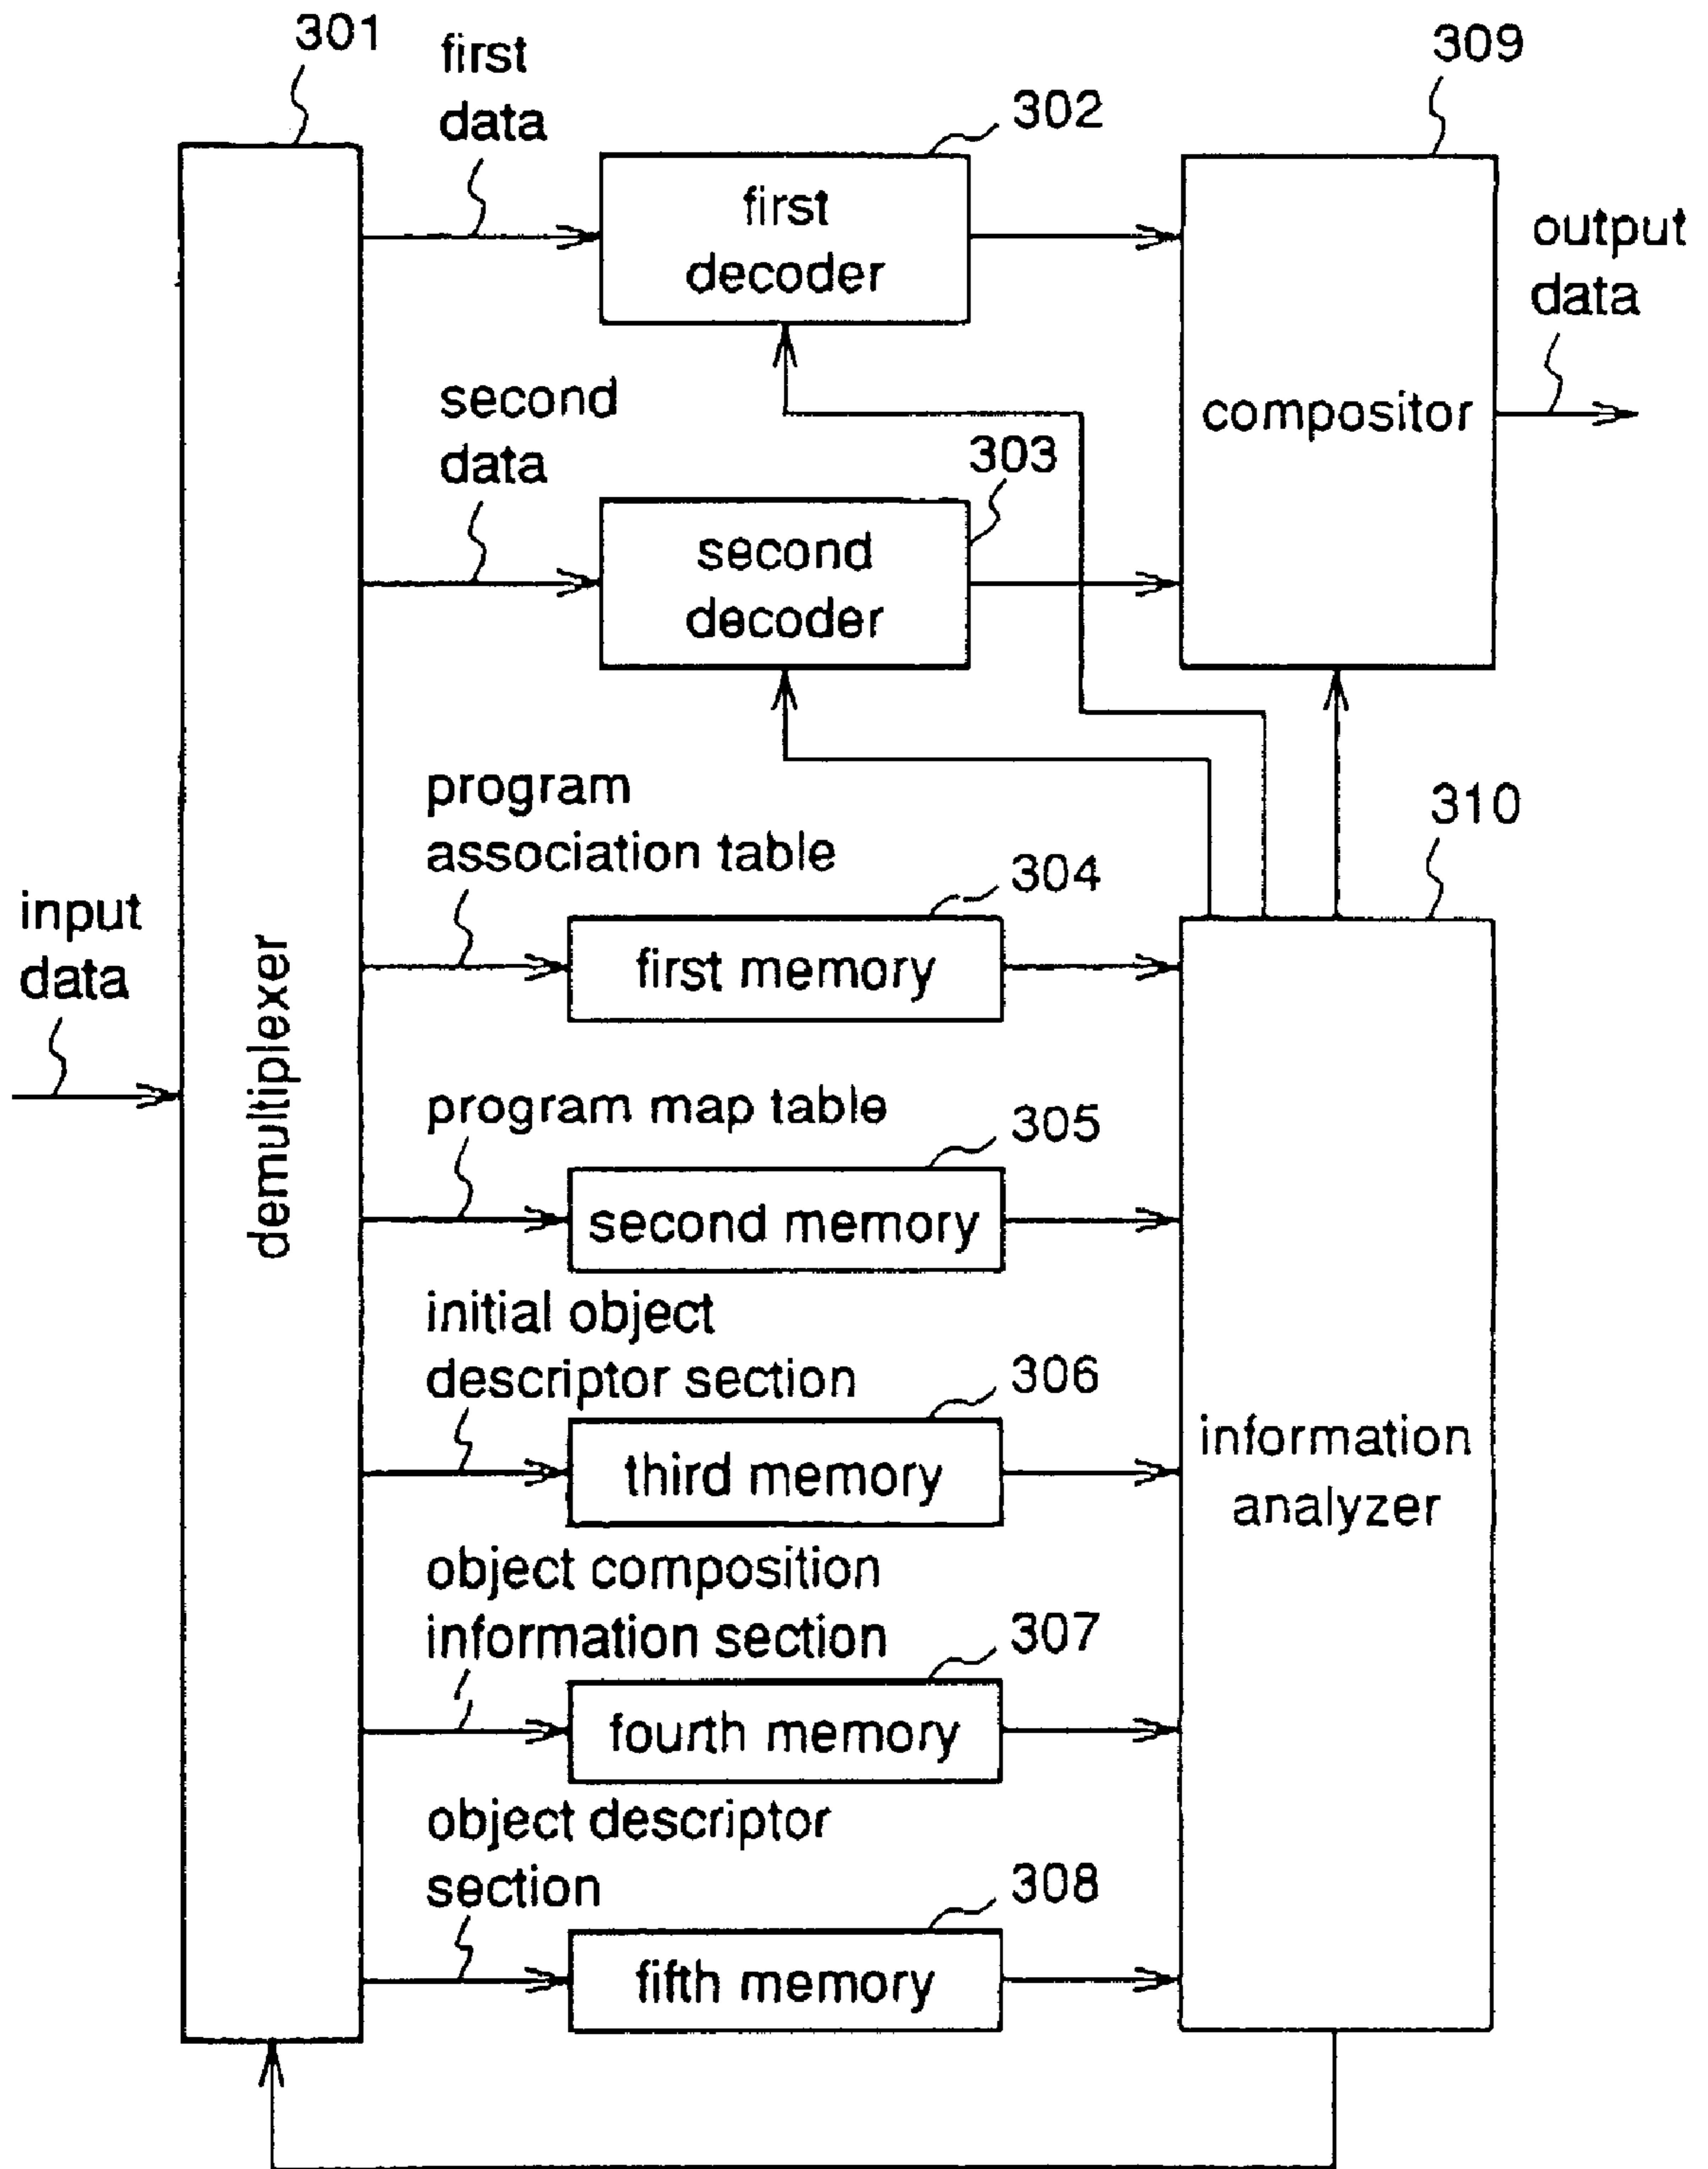 301
first
data
302
first
decoder
309
output
data
compositor
second
data
303
second
decoder
program
association table
304
first memory
310
input
data
demultiplexer
program map table
305
second memory
initial object
descriptor section
306
third memory
information
analyzer
object composition
information section
307
fourth memory
object descriptor
section
308
fifth memory